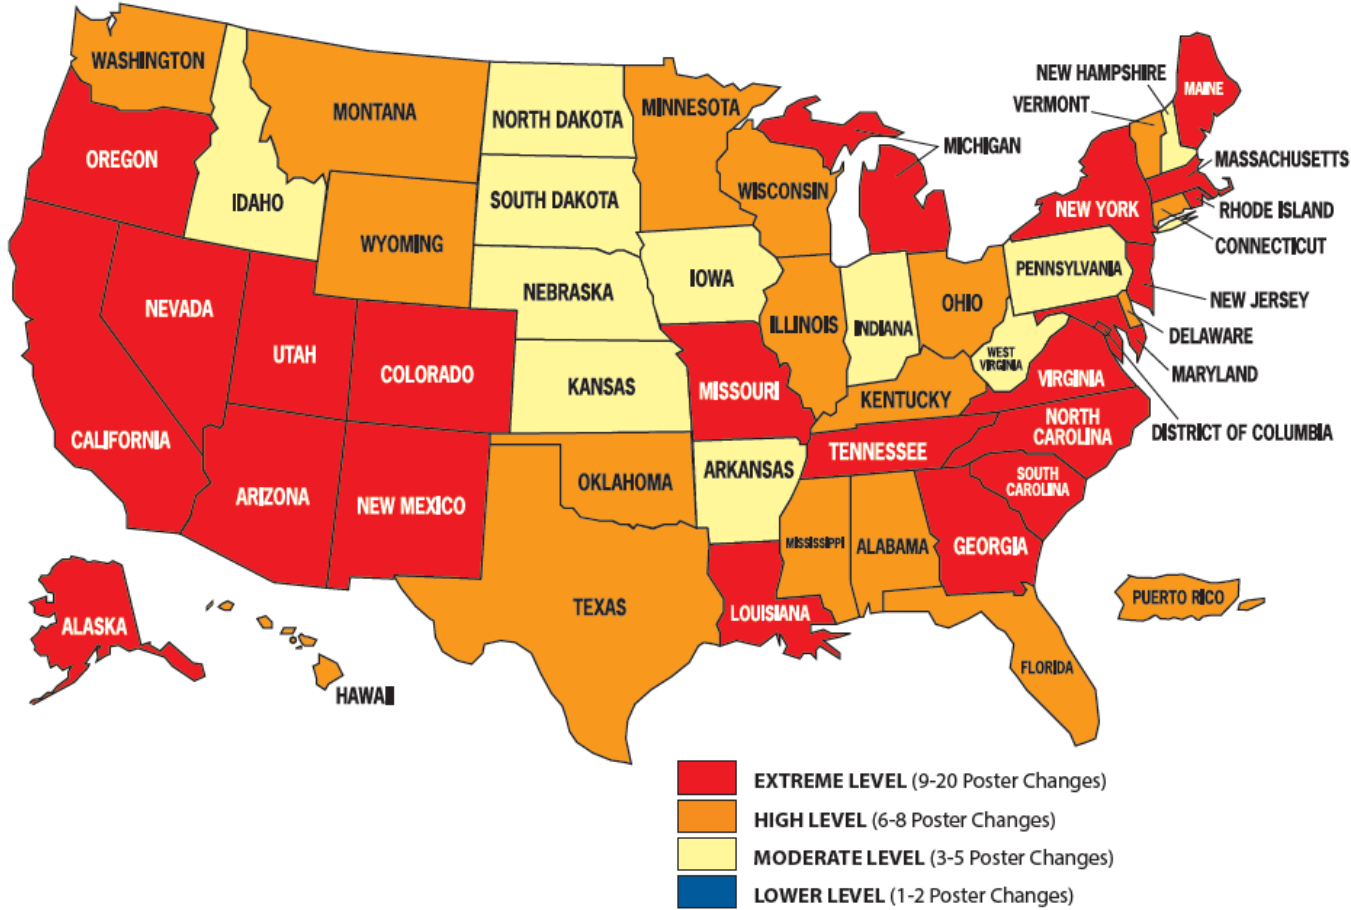 WASHINGTON
MONTANA
NORTH DAKOTA
MINNESOTA
NEW HAMPSHIRE
MAINE
VERMONT
OREGON
MICHIGAN
MASSACHUSETTS
IDAHO
SOUTH DAKOTA
WISCONSIN
NEW YORK
RHODE ISLAND
WYOMING
CONNECTICUT
NEVADA
NEBRASKA
IOWA
PENNSYLVANIA
NEW JERSEY
ILLINOIS
INDIANA
OHIO
DELAWARE
UTAH
COLORADO
KANSAS
MISSOURI
KENTUCKY
WEST
VIRGINIA
VIRGINIA
MARYLAND
CALIFORNIA
TENNESSEE
NORTH
CAROLINA
DISTRICT OF COLUMBIA
ARIZONA
NEW MEXICO
OKLAHOMA
ARKANSAS
SOUTH
CAROLINA
MISSISSIPPI
ALABAMA
GEORGIA
TEXAS
LOUISIANA
PUERTO RICO
ALASKA
HAWAII
FLORIDA
EXTREME LEVEL (9-20 Poster Changes)
HIGH LEVEL (6-8 Poster Changes)
MODERATE LEVEL (3-5 Poster Changes)
LOWER LEVEL (1-2 Poster Changes)